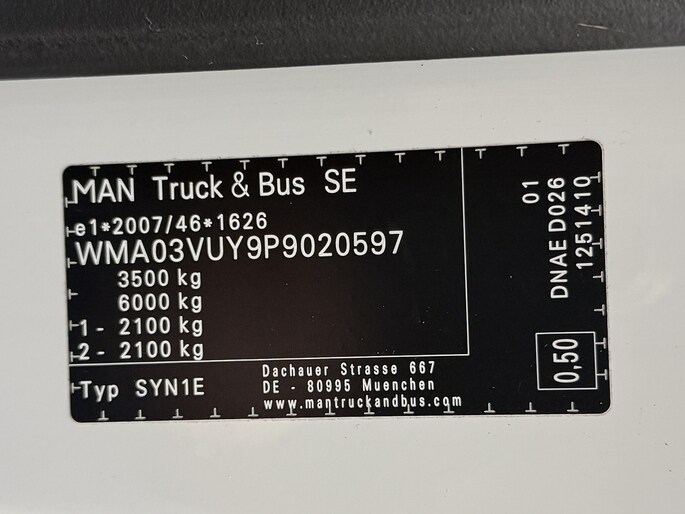 MAN Truck & Bus SE
e1*2007/46*1626
WMA03VUY9P9020597
3500 kg
6000 kg
1 - 2100 kg
2 - 2100 kg
Typ SYN1E
Dachauer Strasse 667
DE - 80995 Muenchen
www.mantruckandbus.com
01
DNAE D026
1251410
0,50